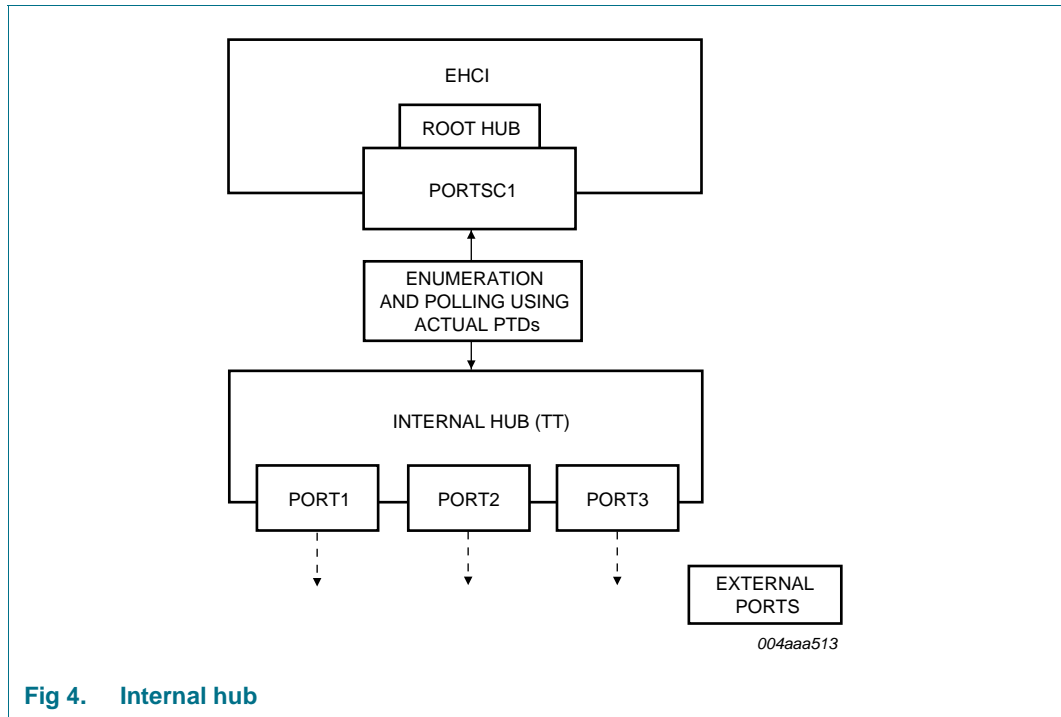 EHCI
ROOT HUB
PORTSC1
ENUMERATION
AND POLLING USING
ACTUAL PTDs
INTERNAL HUB (TT)
PORT1
PORT2
PORT3
EXTERNAL
PORTS
004aaa513
Fig 4. Internal hub